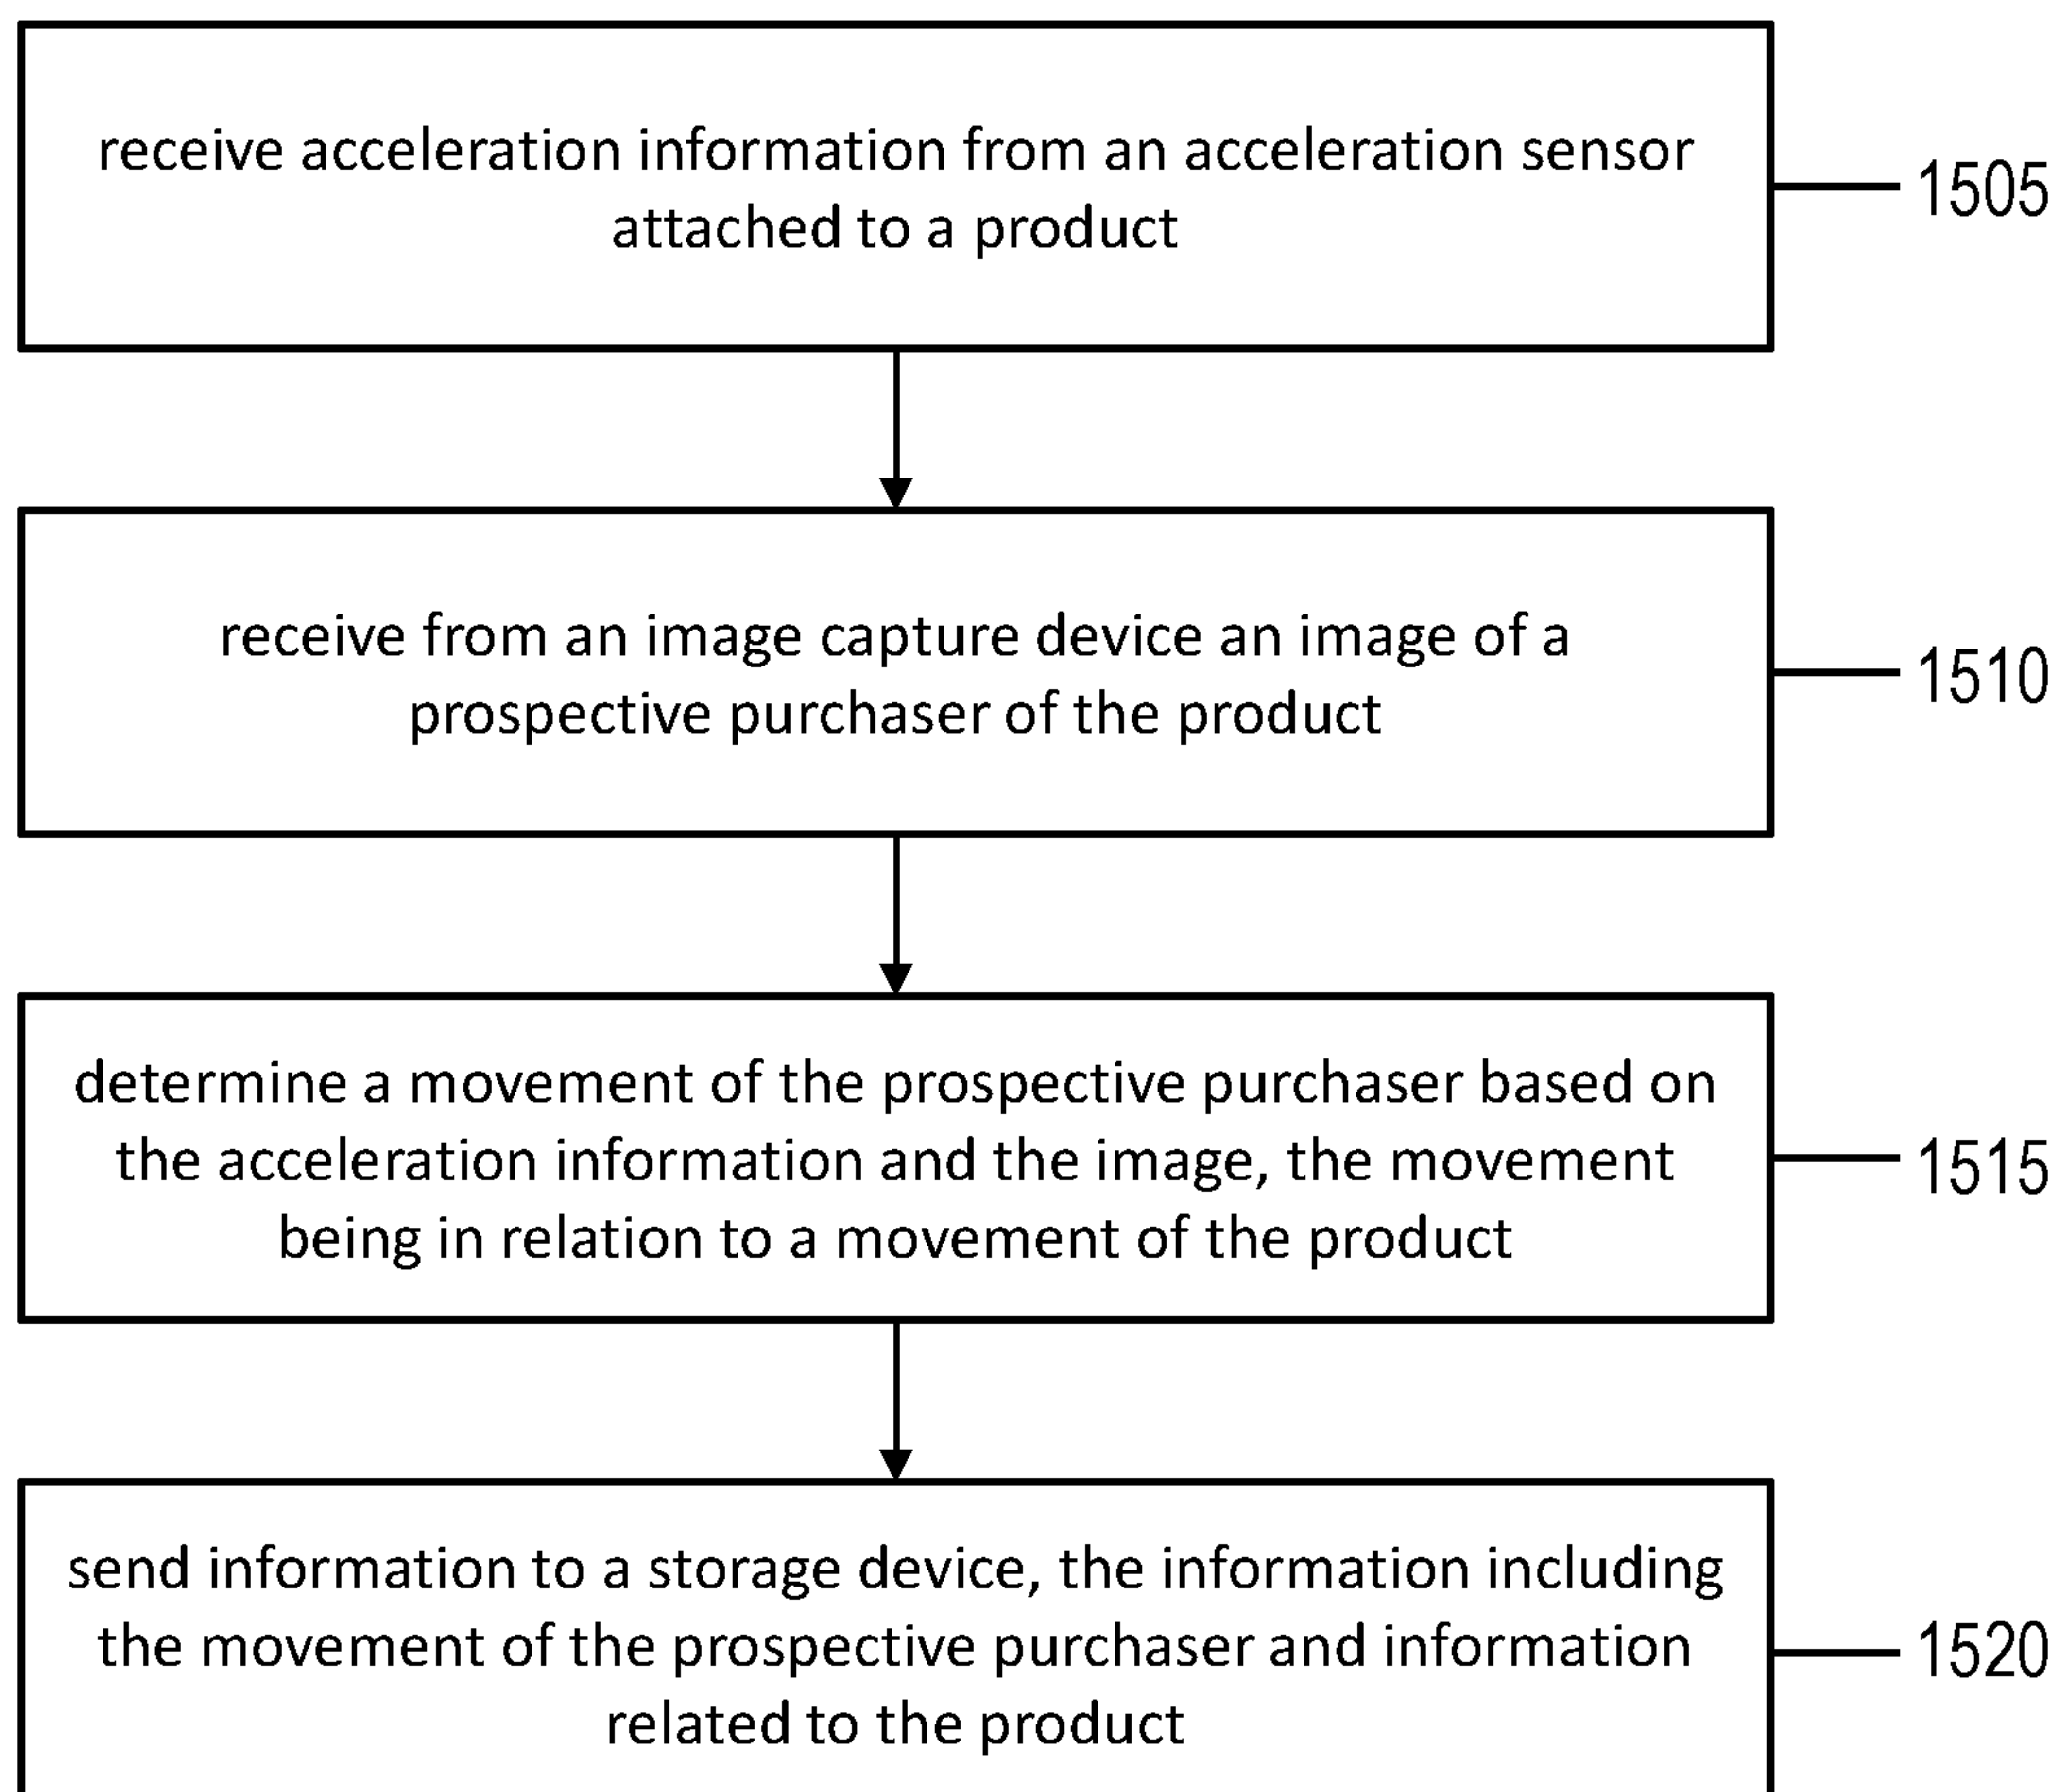 receive acceleration information from an acceleration sensor
attached to a product
1505
receive from an image capture device an image of a
prospective purchaser of the product
1510
determine a movement of the prospective purchaser based on
the acceleration information and the image, the movement
being in relation to a movement of the product
1515
send information to a storage device, the information including
the movement of the prospective purchaser and information
related to the product
1520